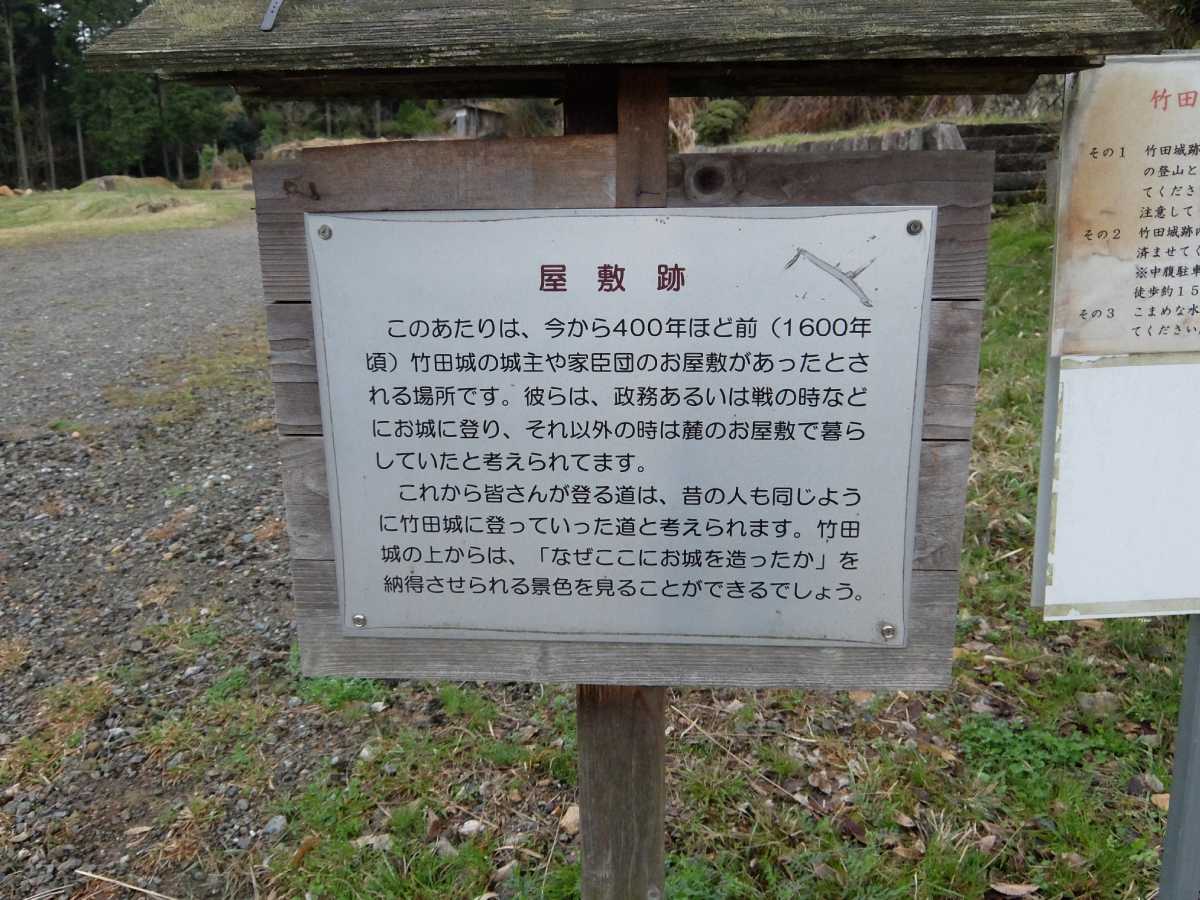 屋敷跡
このあたりは、今から400年ほど前（1600年
頃）竹田城の城主や家臣団のお屋敷があったとさ
れる場所です。彼らは、政務あるいは戦の時など
にお城に登り、それ以外の時は麓のお屋敷で暮ら
していたと考えられてます。
これから皆さんが登る道は、昔の人も同じよう
に竹田城に登っていった道と考えられます。竹田
城の上からは、「なぜここにお城を造ったか」を
納得させられる景色を見ることができるでしょう。
竹田
その1 竹田城跡
の登山と
てくださ
注意して
その2 竹田城跡内
済ませてく
※中腹駐車
徒歩約15
その3 こまめな水
てください